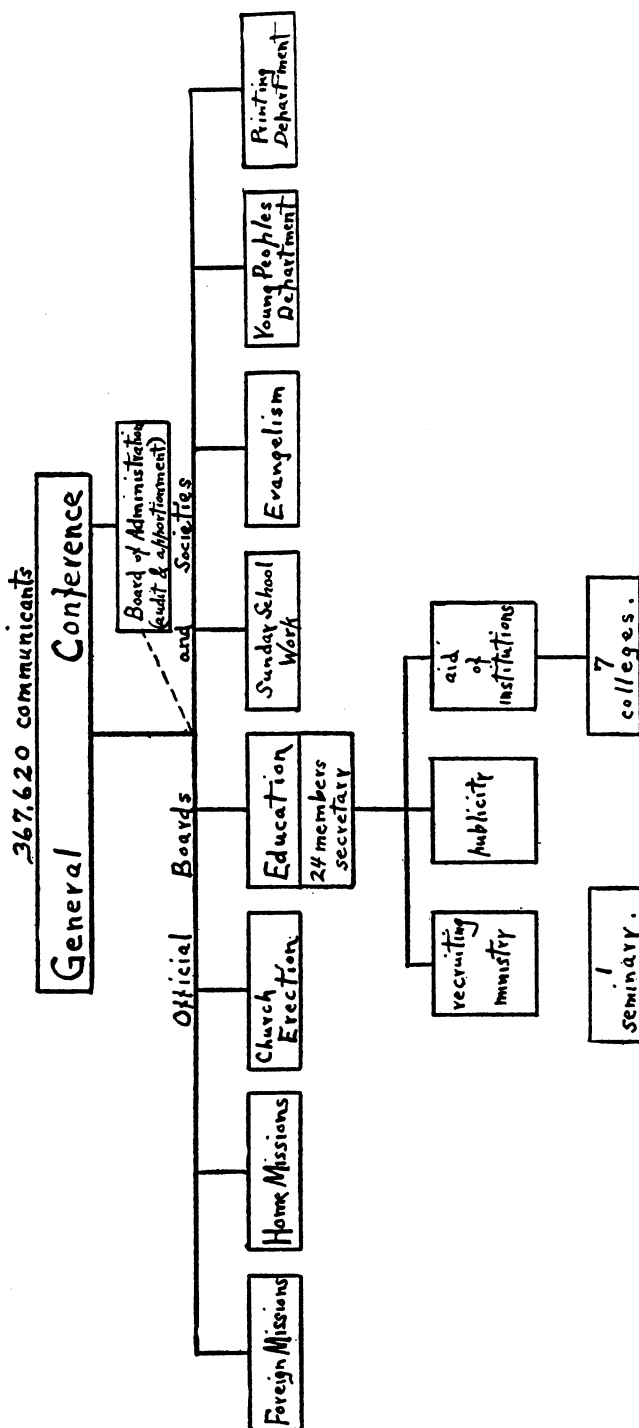 367,620 communicants
General Conference
Board of Administration
(audit & apportionment)
Official Boards and Societies
Foreign Missions
Home Missions
Church
Erection
Education
24 members
secretary
Sunday School
Work
Evangelism
Young Peoples
Department
Printing
Department
recruiting
ministry
publicity
aid
of
institutions
1
seminary.
7
colleges.